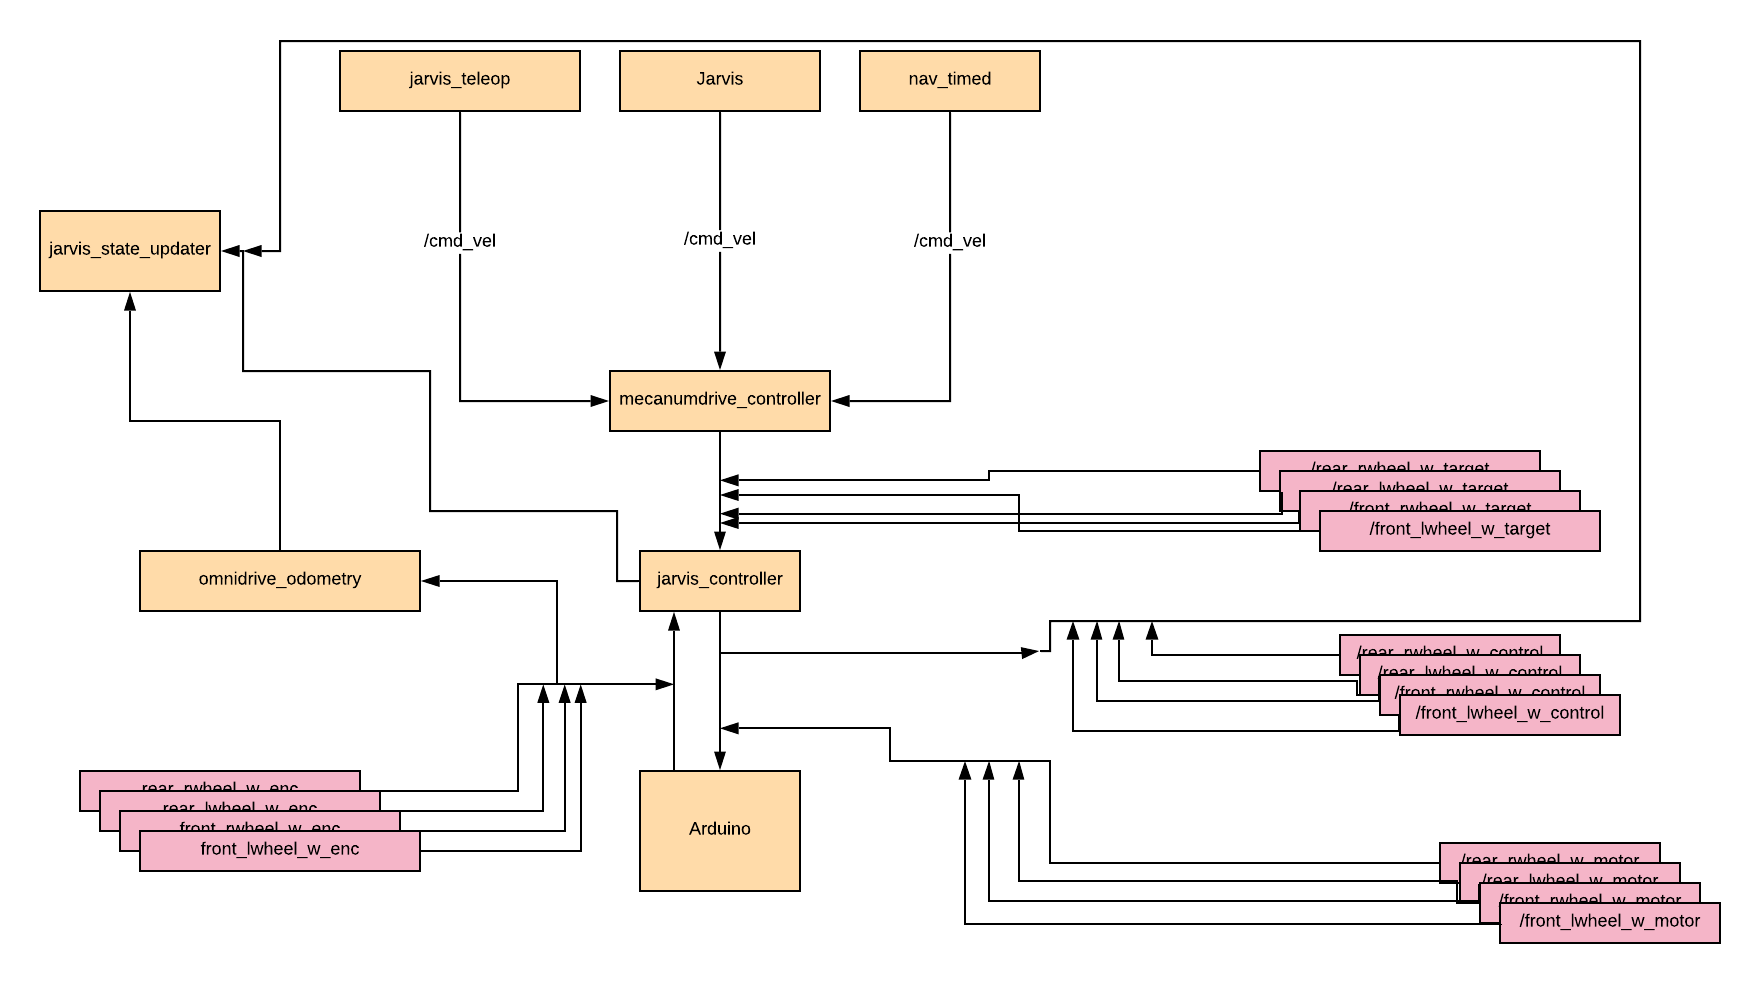 jarvis_teleop
Jarvis
nav_timed
/cmd_vel
/cmd_vel
/cmd_vel
jarvis_state_updater
mecanumdrive_controller
/rear_rwheel_w_target
/rear_lwheel_w_target
/front_rwheel_w_target
/front_lwheel_w_target
omnidrive_odometry
jarvis_controller
/rear_rwheel_w_control
/rear_lwheel_w_control
/front_rwheel_w_control
/front_lwheel_w_control
rear_rwheel_w_enc
rear_lwheel_w_enc
front_rwheel_w_enc
front_lwheel_w_enc
Arduino
/rear_rwheel_w_motor
/rear_lwheel_w_motor
/front_rwheel_w_motor
/front_lwheel_w_motor